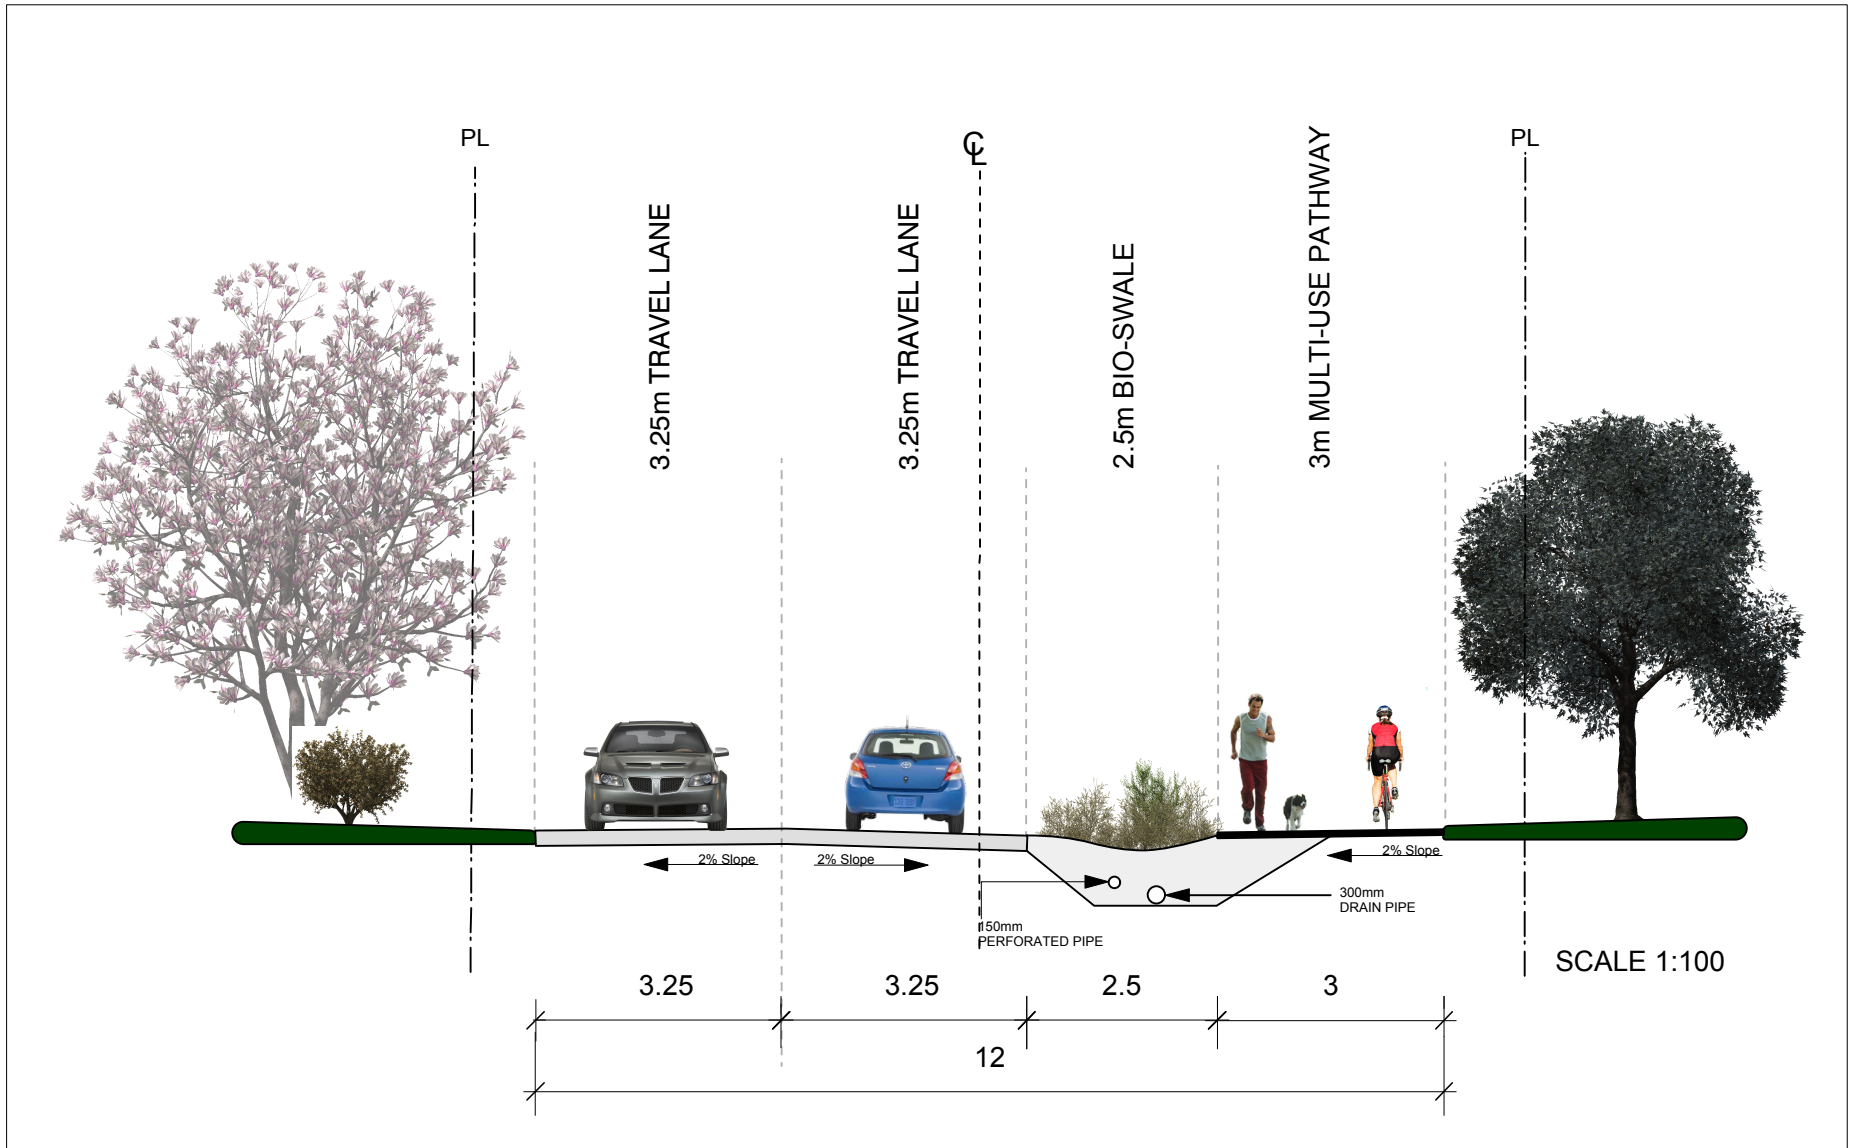 PL
℄
PL
3.25m TRAVEL LANE
3.25m TRAVEL LANE
2.5m BIO-SWALE
3m MULTI-USE PATHWAY
2% Slope
2% Slope
2% Slope
150mm
PERFORATED PIPE
300mm
DRAIN PIPE
SCALE 1:100
3.25
3.25
2.5
3
12